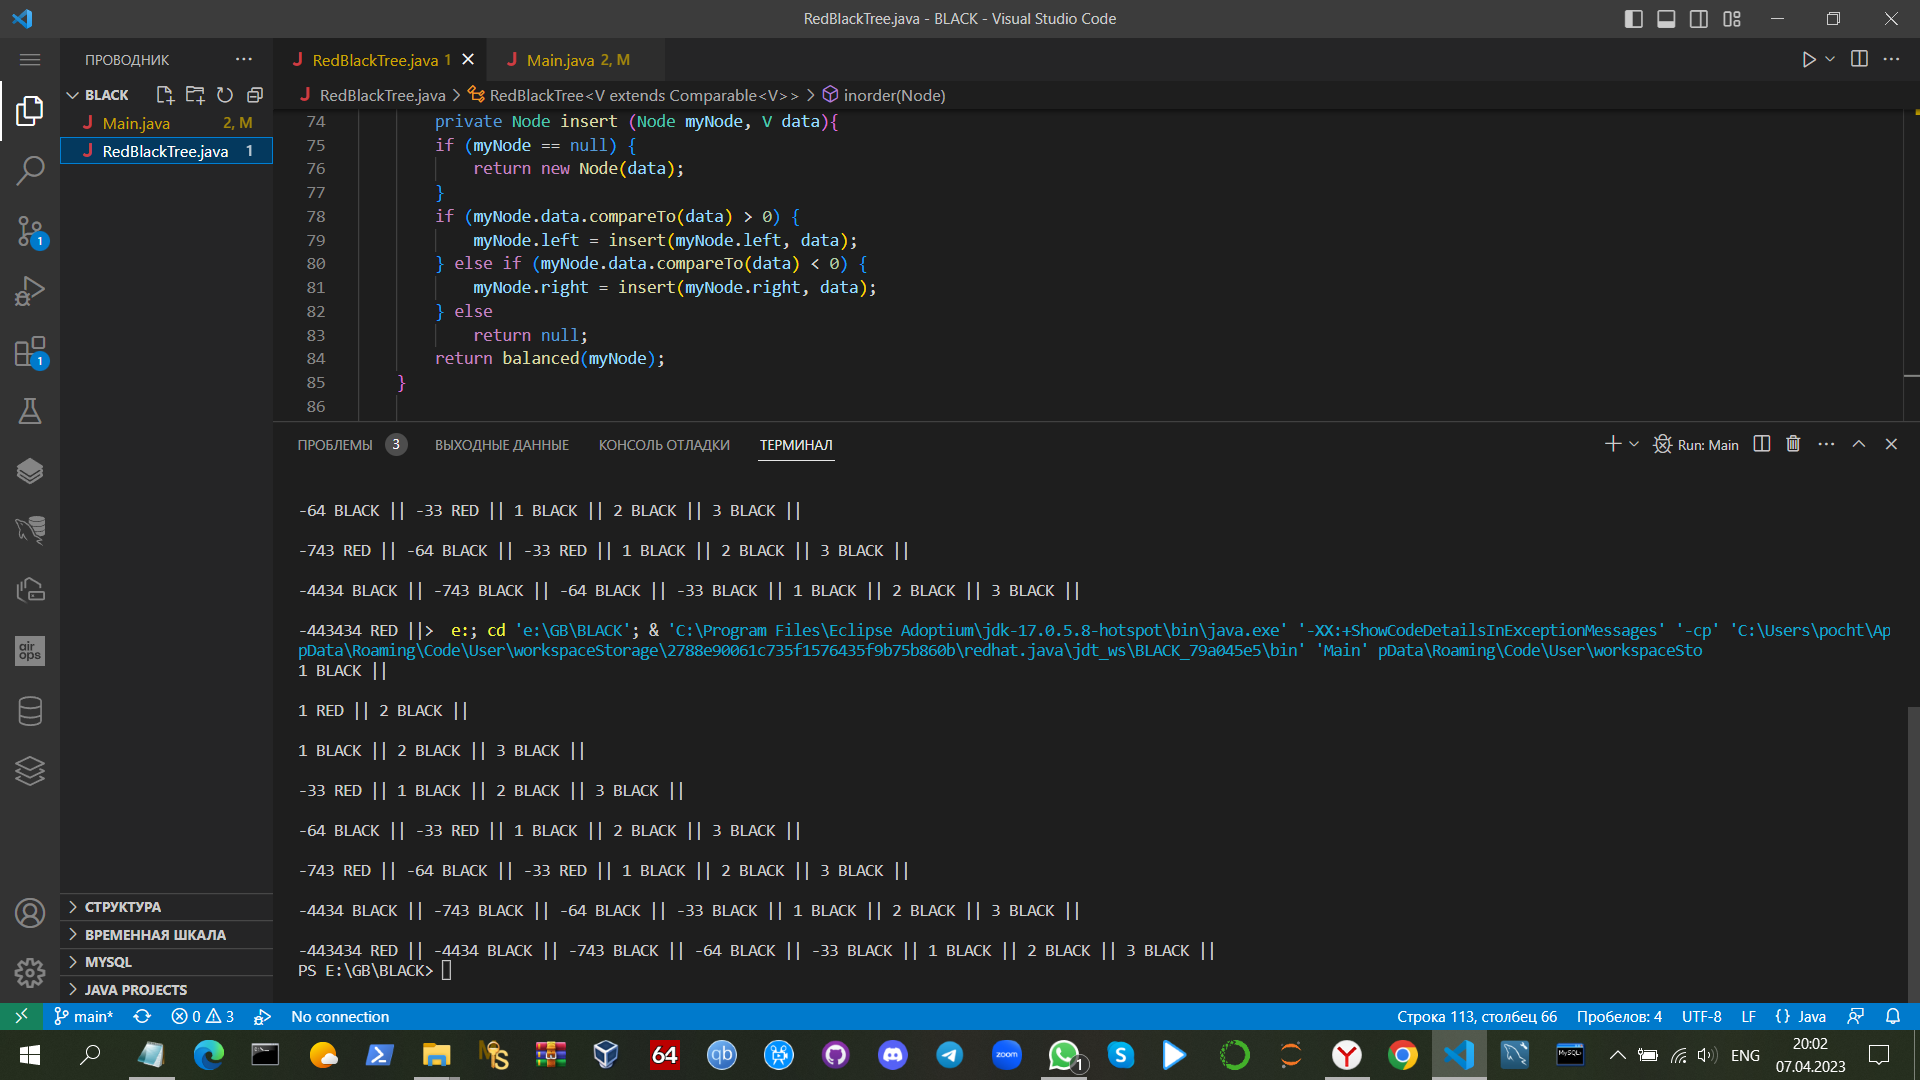 RedBlackTree.java - BLACK - Visual Studio Code
ПРОВОДНИК
BLACK
Main.java 2, M
RedBlackTree.java 1
СТРУКТУРА
ВРЕМЕННАЯ ШКАЛА
MYSQL
JAVA PROJECTS
1
1
air
ops
RedBlackTree.java 1
Main.java 2, M
RedBlackTree.java > RedBlackTree<V extends Comparable<V>> > inorder(Node)
74 private Node insert (Node myNode, V data){
75 if (myNode == null) {
76 return new Node(data);
77 }
78 if (myNode.data.compareTo(data) > 0) {
79 myNode.left = insert(myNode.left, data);
80 } else if (myNode.data.compareTo(data) < 0) {
81 myNode.right = insert(myNode.right, data);
82 } else
83 return null;
84 return balanced(myNode);
85 }
86
ПРОБЛЕМЫ 3 ВЫХОДНЫЕ ДАННЫЕ КОНСОЛЬ ОТЛАДКИ ТЕРМИНАЛ
Run: Main
-64 BLACK || -33 RED || 1 BLACK || 2 BLACK || 3 BLACK ||
-743 RED || -64 BLACK || -33 RED || 1 BLACK || 2 BLACK || 3 BLACK ||
-4434 BLACK || -743 BLACK || -64 BLACK || -33 BLACK || 1 BLACK || 2 BLACK || 3 BLACK ||
-443434 RED ||> e:; cd 'e:\GB\BLACK'; & 'C:\Program Files\Eclipse Adoptium\jdk-17.0.5.8-hotspot\bin\java.exe' '-XX:+ShowCodeDetailsInExceptionMessages' '-cp' 'C:\Users\pocht\Ap
pData\Roaming\Code\User\workspaceStorage\2788e90061c735f1576435f9b75b860b\redhat.java\jdt_ws\BLACK_79a045e5\bin' 'Main' pData\Roaming\Code\User\workspaceSto
1 BLACK ||
1 RED || 2 BLACK ||
1 BLACK || 2 BLACK || 3 BLACK ||
-33 RED || 1 BLACK || 2 BLACK || 3 BLACK ||
-64 BLACK || -33 RED || 1 BLACK || 2 BLACK || 3 BLACK ||
-743 RED || -64 BLACK || -33 RED || 1 BLACK || 2 BLACK || 3 BLACK ||
-4434 BLACK || -743 BLACK || -64 BLACK || -33 BLACK || 1 BLACK || 2 BLACK || 3 BLACK ||
-443434 RED || -4434 BLACK || -743 BLACK || -64 BLACK || -33 BLACK || 1 BLACK || 2 BLACK || 3 BLACK ||
PS E:\GB\BLACK>
main* 0 3 No connection Строка 113, столбец 66 Пробелов: 4 UTF-8 LF {} Java
64 qb zoom 1 MySQL ENG
20:02
07.04.2023